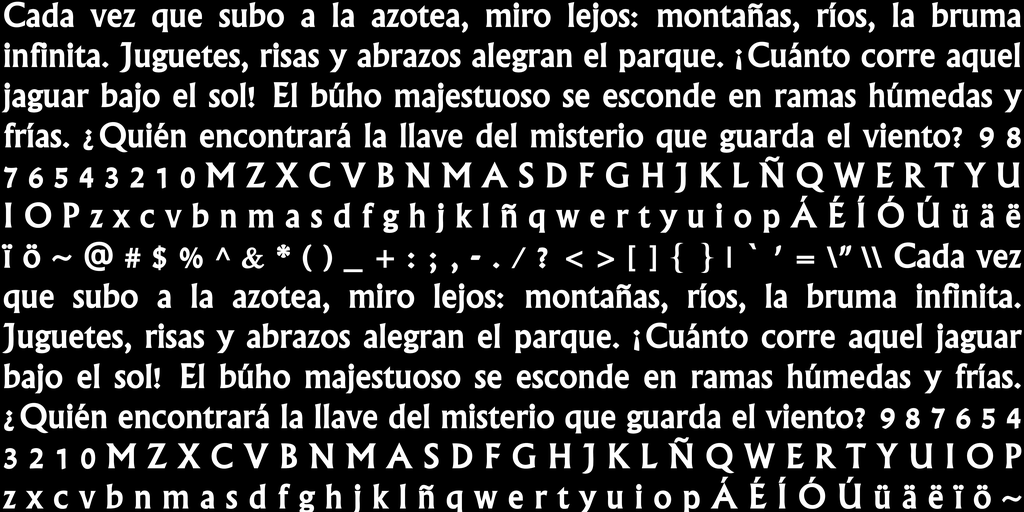 Cada vez que subo a la azotea, miro lejos: montañas, ríos, la bruma
infinita. Juguetes, risas y abrazos alegran el parque. ¡Cuánto corre aquel
jaguar bajo el sol! El búho majestuoso se esconde en ramas húmedas y
frías. ¿Quién encontrará la llave del misterio que guarda el viento? 9 8
7 6 5 4 3 2 1 0 M Z X C V B N M A S D F G H J K L Ñ Q W E R T Y U
I O P z x c v b n m a s d f g h j k l ñ q w e r t y u i o p Á É Í Ó Ú ü ä ë
ï ö ~ @ # $ % ^ & * ( ) _ + : ; , - . / ? < > [ ] { } | ` ' = \" \\ Cada vez
que subo a la azotea, miro lejos: montañas, ríos, la bruma infinita.
Juguetes, risas y abrazos alegran el parque. ¡Cuánto corre aquel jaguar
bajo el sol! El búho majestuoso se esconde en ramas húmedas y frías.
¿Quién encontrará la llave del misterio que guarda el viento? 9 8 7 6 5 4
3 2 1 0 M Z X C V B N M A S D F G H J K L Ñ Q W E R T Y U I O P
z x c v b n m a s d f g h j k l ñ q w e r t y u i o p Á É Í Ó Ú ü ä ë ï ö ~